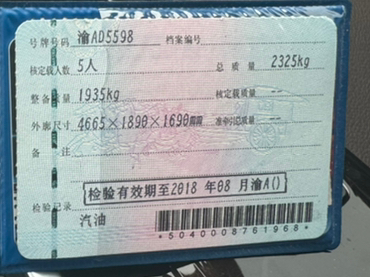 号牌号码 渝AD5598 档案编号
核定载人数 5人 总质量 2325kg
整备质量 1935kg 核定载质量 --
外廓尺寸 4665×1890×1690mm 准牵引总质量 --
备注
检验有效期至2018 年08 月渝A()
检验记录
汽油
*5040008761968*